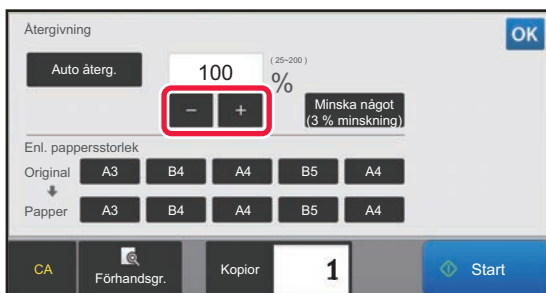 Återgivning
OK
Auto återg.
100
( 25~200 )
%
− +
Minska något
(3 % minskning)
Enl. pappersstorlek
Original A3 B4 A4 B5 A4
Papper A3 B4 A4 B5 A4
CA
Förhandsgr.
Kopior
1
Start